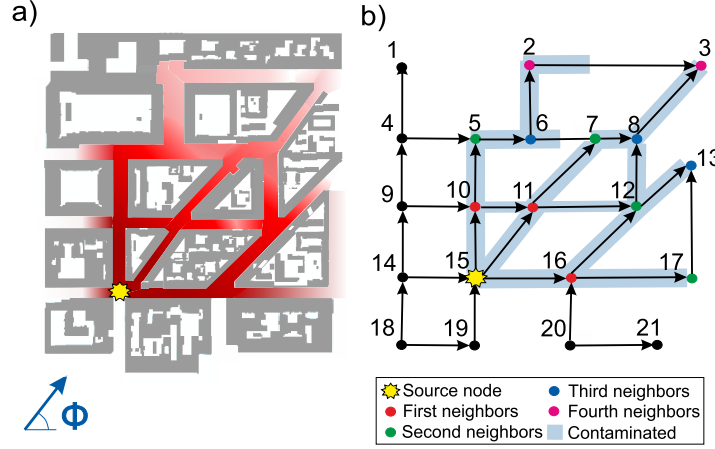 a)
b)
1
2
3
4
5
6
7
8
13
9
10
11
12
14
15
16
17
18
19
20
21
Φ
Source node
First neighbors
Second neighbors
Third neighbors
Fourth neighbors
Contaminated